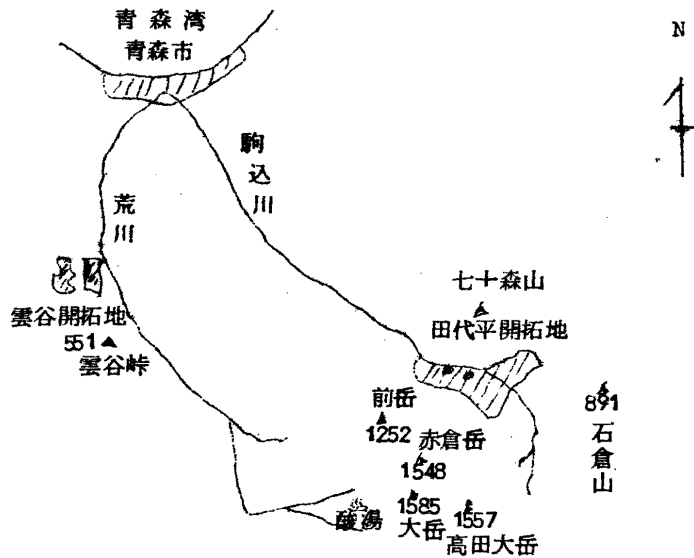 青森湾
青森市
N
駒込川
荒川
七十森山
雲谷開拓地
田代平開拓地
551
雲谷峠
前岳
891
1252
赤倉岳
石倉山
1548
酸湯
1585
大岳
1557
高田大岳